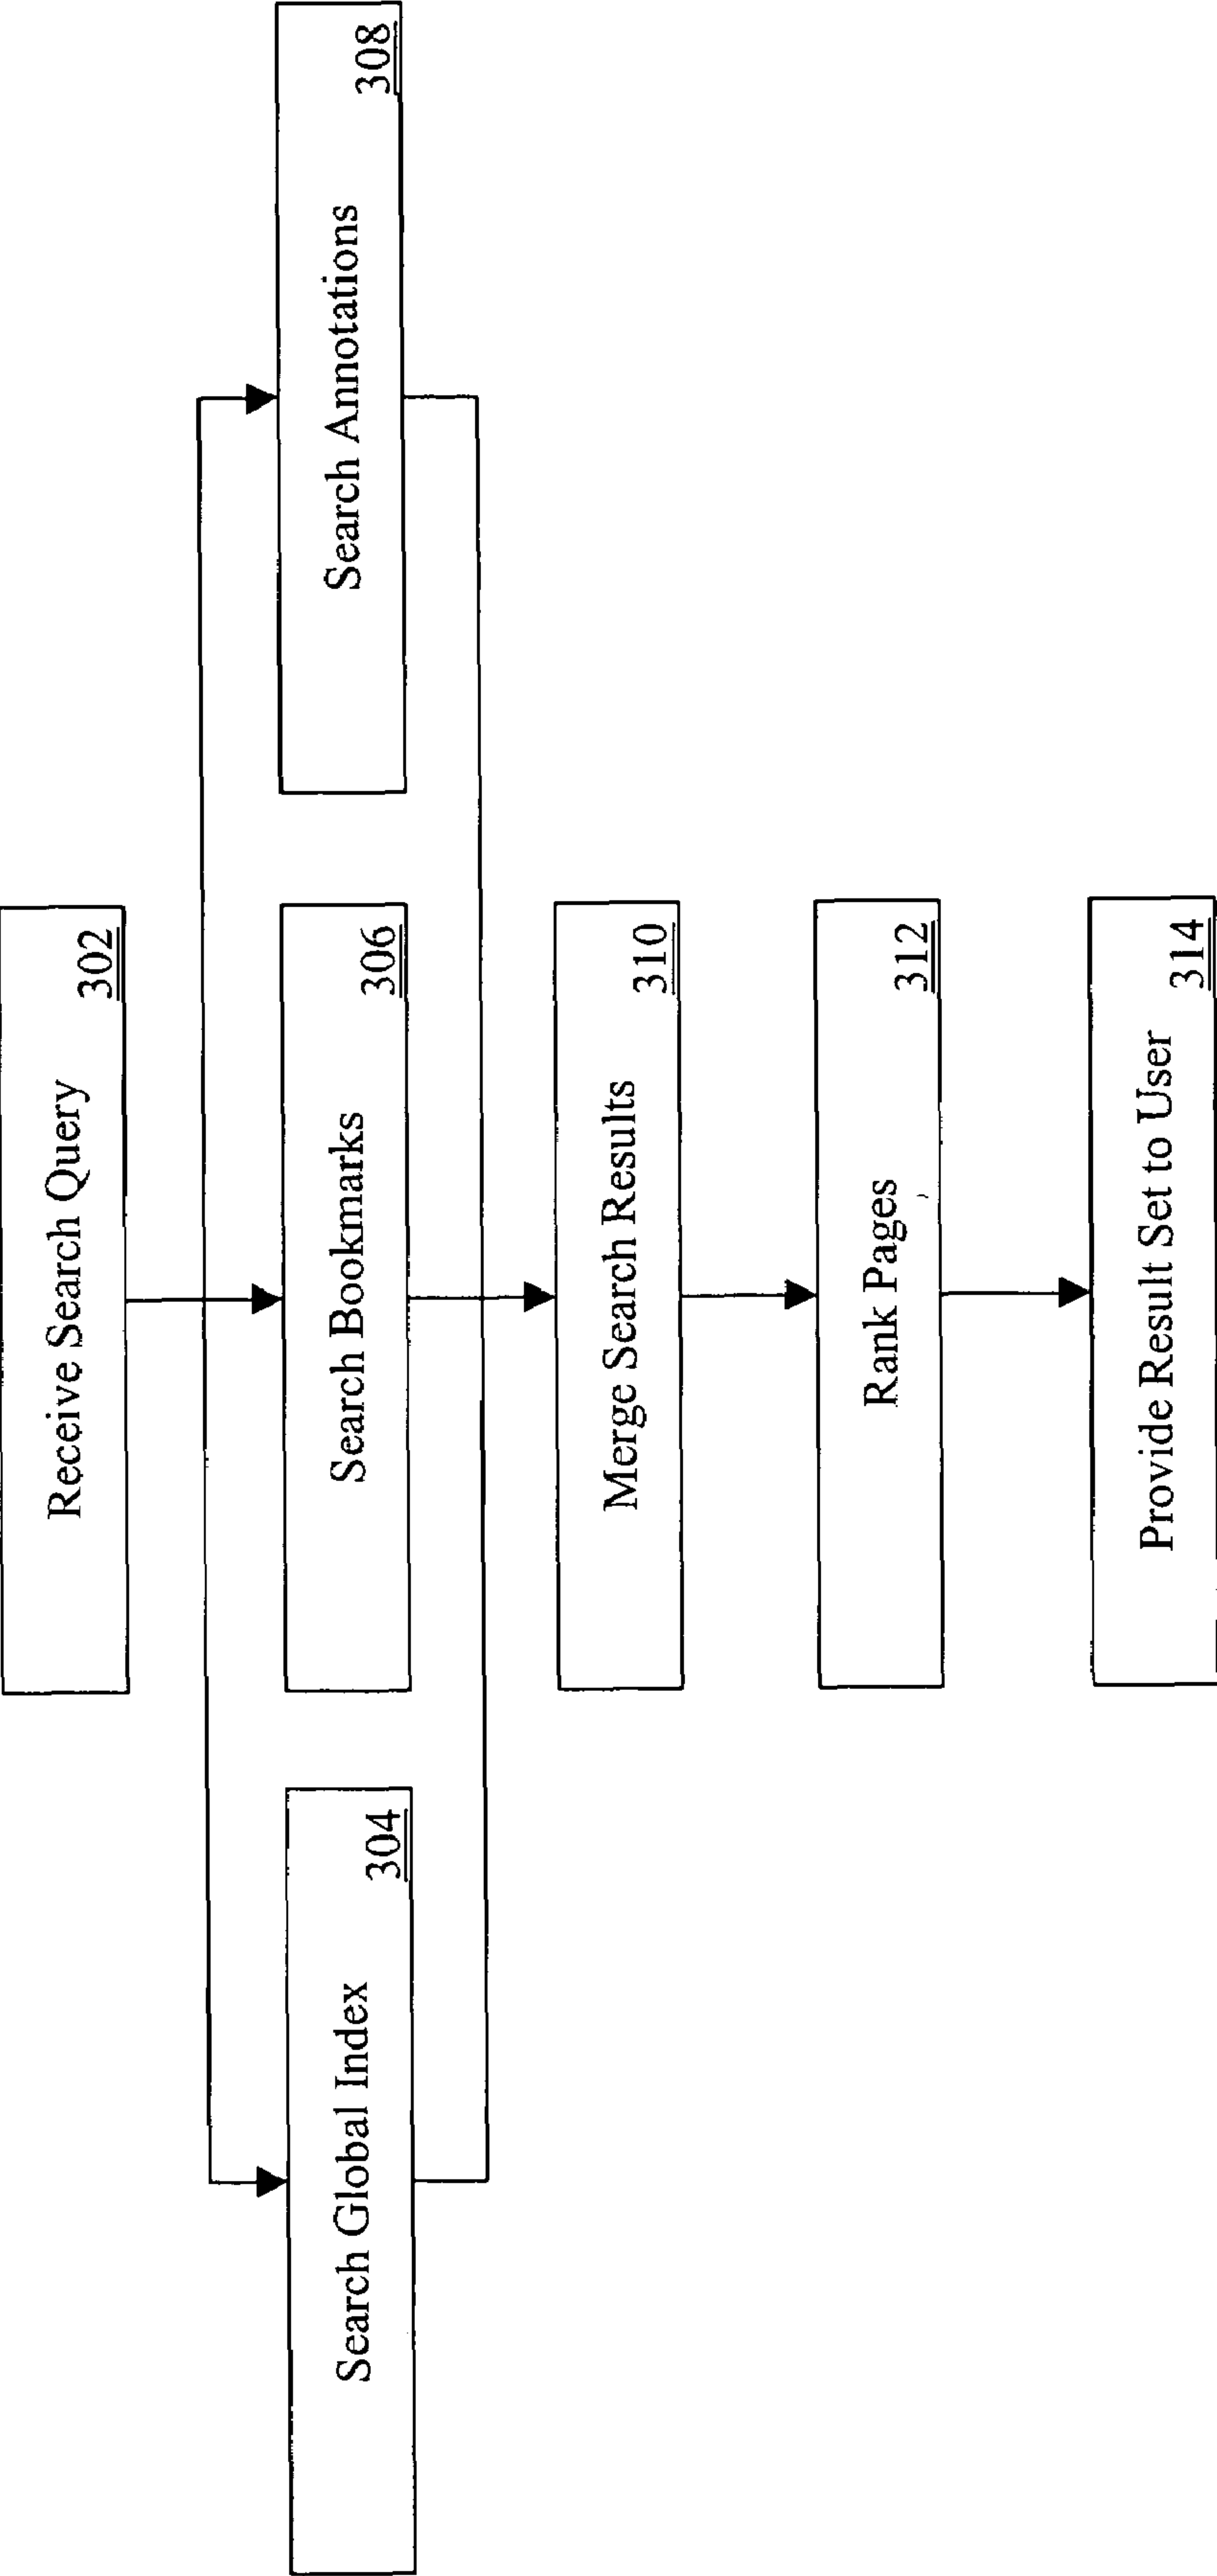 Receive Search Query
302
Search Global Index
304
Search Bookmarks
306
Search Annotations
308
Merge Search Results
310
Rank Pages
312
Provide Result Set to User
314